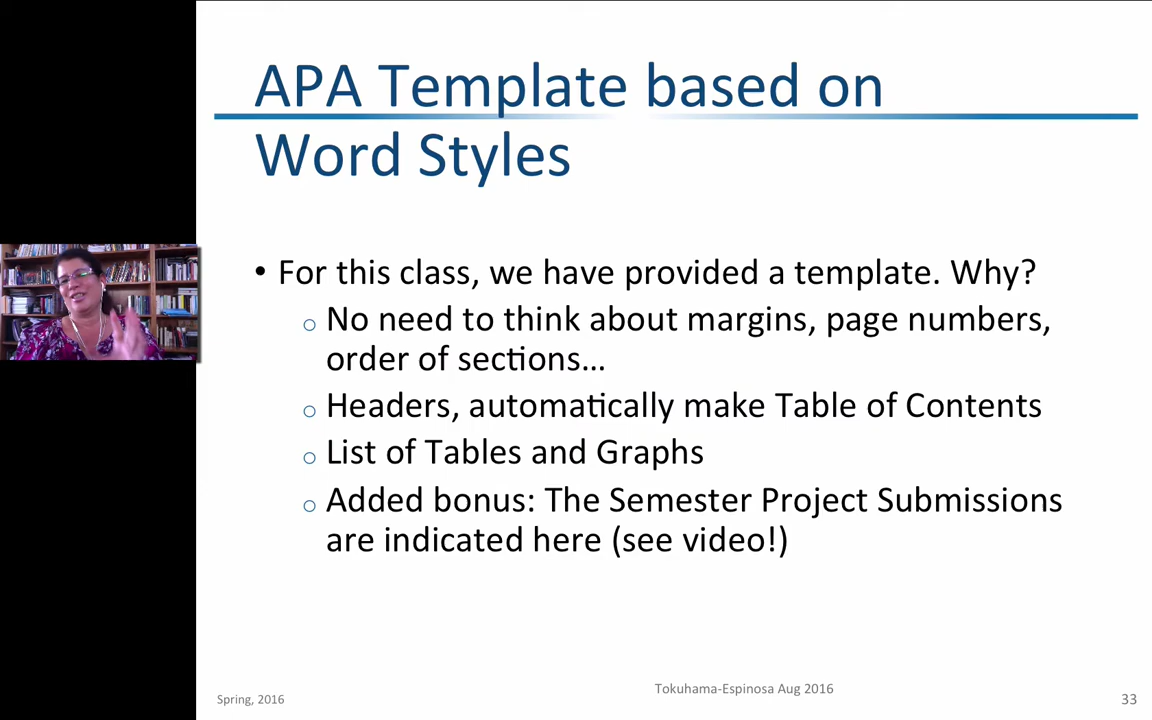 APA Template based on
Word Styles
• For this class, we have provided a template. Why?
o No need to think about margins, page numbers,
order of sections…
o Headers, automatically make Table of Contents
o List of Tables and Graphs
o Added bonus: The Semester Project Submissions
are indicated here (see video!)
Spring, 2016
Tokuhama-Espinosa Aug 2016
33